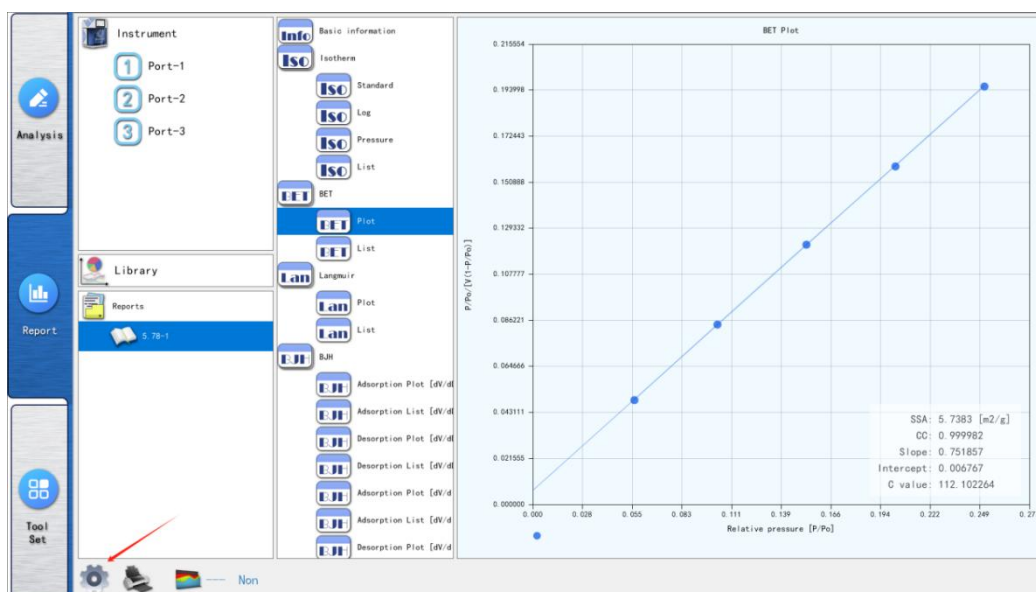 Analysis
Report
Tool
Set
Instrument
1 Port-1
2 Port-2
3 Port-3
Library
Reports
5.78-1
Info Basic information
Iso Isotherm
Iso Standard
Iso Log
Iso Pressure
Iso List
BET BET
BET Plot
BET List
Lan Langmuir
Lan Plot
Lan List
BJH BJH
BJH Adsorption Plot [dV/dl
BJH Adsorption List [dV/dl
BJH Desorption Plot [dV/dl
BJH Desorption List [dV/dl
BJH Adsorption Plot [dV/d
BJH Adsorption List [dV/d
BJH Desorption Plot [dV/d
BET Plot
P/Po/[V(1-P/Po)]
0.215554
0.193998
0.172443
0.150888
0.129332
0.107777
0.086221
0.064666
0.043111
0.021555
0.000000
0.000 0.028 0.055 0.083 0.111 0.139 0.166 0.194 0.222 0.249 0.27
Relative pressure [P/Po]
SSA: 5.7383 [m2/g]
CC: 0.999982
Slope: 0.751857
Intercept: 0.006767
C value: 112.102264
Non